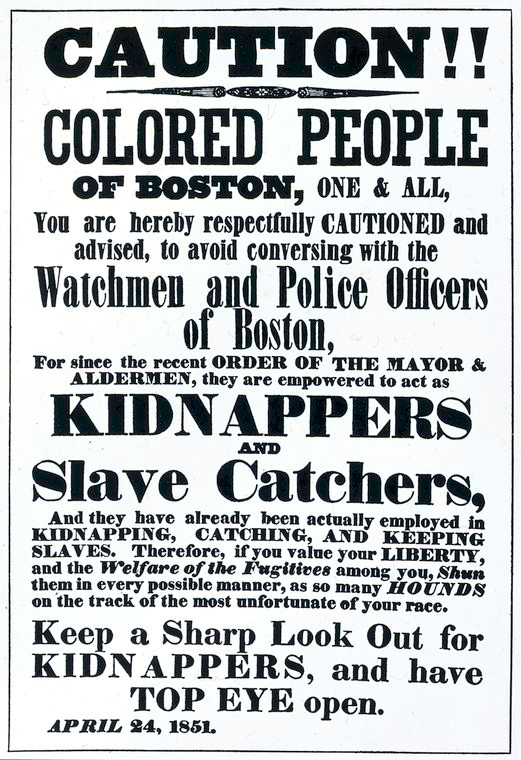 CAUTION!!
COLORED PEOPLE
OF BOSTON, ONE & ALL,
You are hereby respectfully CAUTIONED and
advised, to avoid conversing with the
Watchmen and Police Officers
of Boston,
For since the recent ORDER OF THE MAYOR &
ALDERMEN, they are empowered to act as
KIDNAPPERS
AND
Slave Catchers,
And they have already been actually employed in
KIDNAPPING, CATCHING, AND KEEPING
SLAVES. Therefore, if you value your LIBERTY,
and the Welfare of the Fugitives among you, Shun
them in every possible manner, as so many HOUNDS
on the track of the most unfortunate of your race.
Keep a Sharp Look Out for
KIDNAPPERS, and have
TOP EYE open.
APRIL 24, 1851.